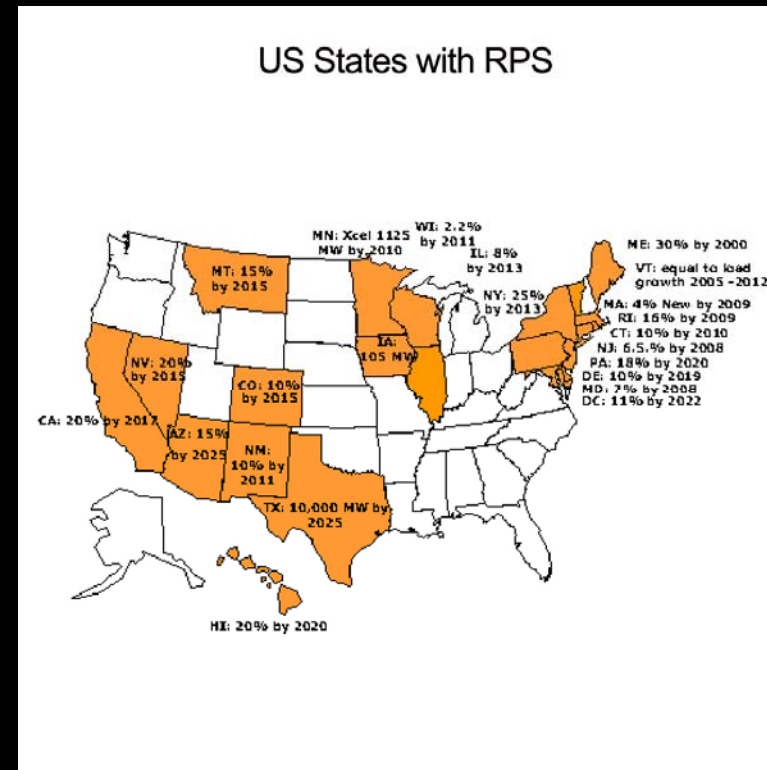 US States with RPS
MN: Xcel 1125
MW by 2010
WI: 2.2%
by 2011
IL: 8%
by 2013
NY: 25%
by 2013
ME: 30% by 2000
VT: equal to load
growth 2005 -2012
MA: 4% New by 2009
RI: 16% by 2009
CT: 10% by 2010
NJ: 6.5.% by 2008
PA: 18% by 2020
DE: 10% by 2019
MD: 7% by 2008
DC: 11% by 2022
MT: 15%
by 2015
IA:
105 MW
NV: 20%
by 2015
CO: 10%
by 2015
CA: 20% by 2017
AZ: 15%
by 2025
NM:
10% by
2011
TX: 10,000 MW by
2025
HI: 20% by 2020